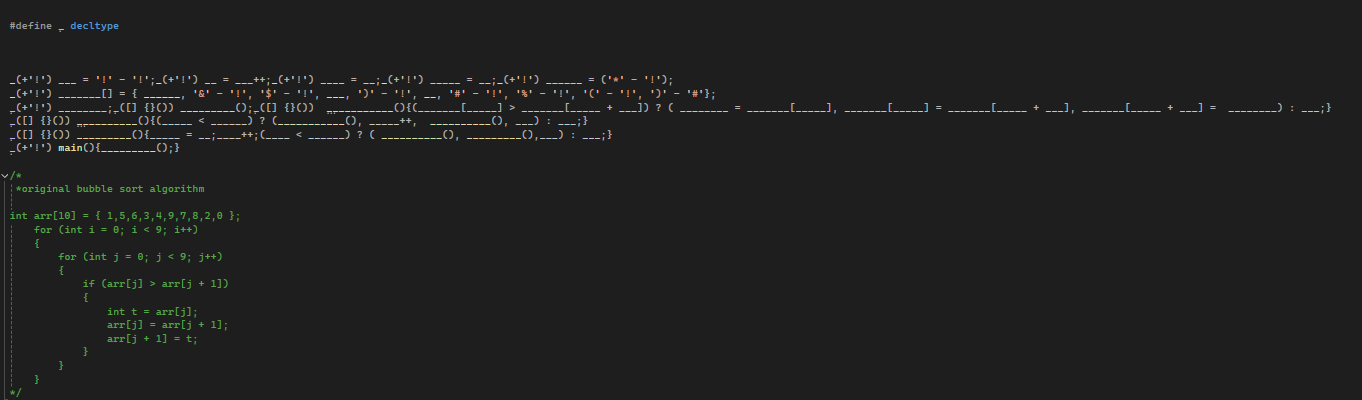 #define _ decltype
_(+'!') ___ = '!' - '!';_(+'!') __ = ___++;_(+'!') ____ = __;_(+'!') _____ = __;_(+'!') ______ = ('*' - '!');
_(+'!') _______[] = { ______, '&' - '!', '$' - '!', ___, ')' - '!', __, '#' - '!', '%' - '!', '(' - '!', ')' - '#'};
_(+'!') ________;_([] {}()) _________();_([] {}())  ___________(){(_______[_____] > _______[_____ + ___]) ? ( ________ = _______[_____], _______[_____] = _______[_____ + ___], _______[_____ + ___] =  ________) : ___;}
_([] {}()) __________(){(_____ < ______) ? (___________(), _____++,  __________(), ___) : ___;}
_([] {}()) _________(){_____ = __;____++;(____ < ______) ? ( __________(), _________(),___) : ___;}
_(+'!') main(){_________();}
/*
*original bubble sort algorithm
int arr[10] = { 1,5,6,3,4,9,7,8,2,0 };
for (int i = 0; i < 9; i++)
{
for (int j = 0; j < 9; j++)
{
if (arr[j] > arr[j + 1])
{
int t = arr[j];
arr[j] = arr[j + 1];
arr[j + 1] = t;
}
}
}
*/